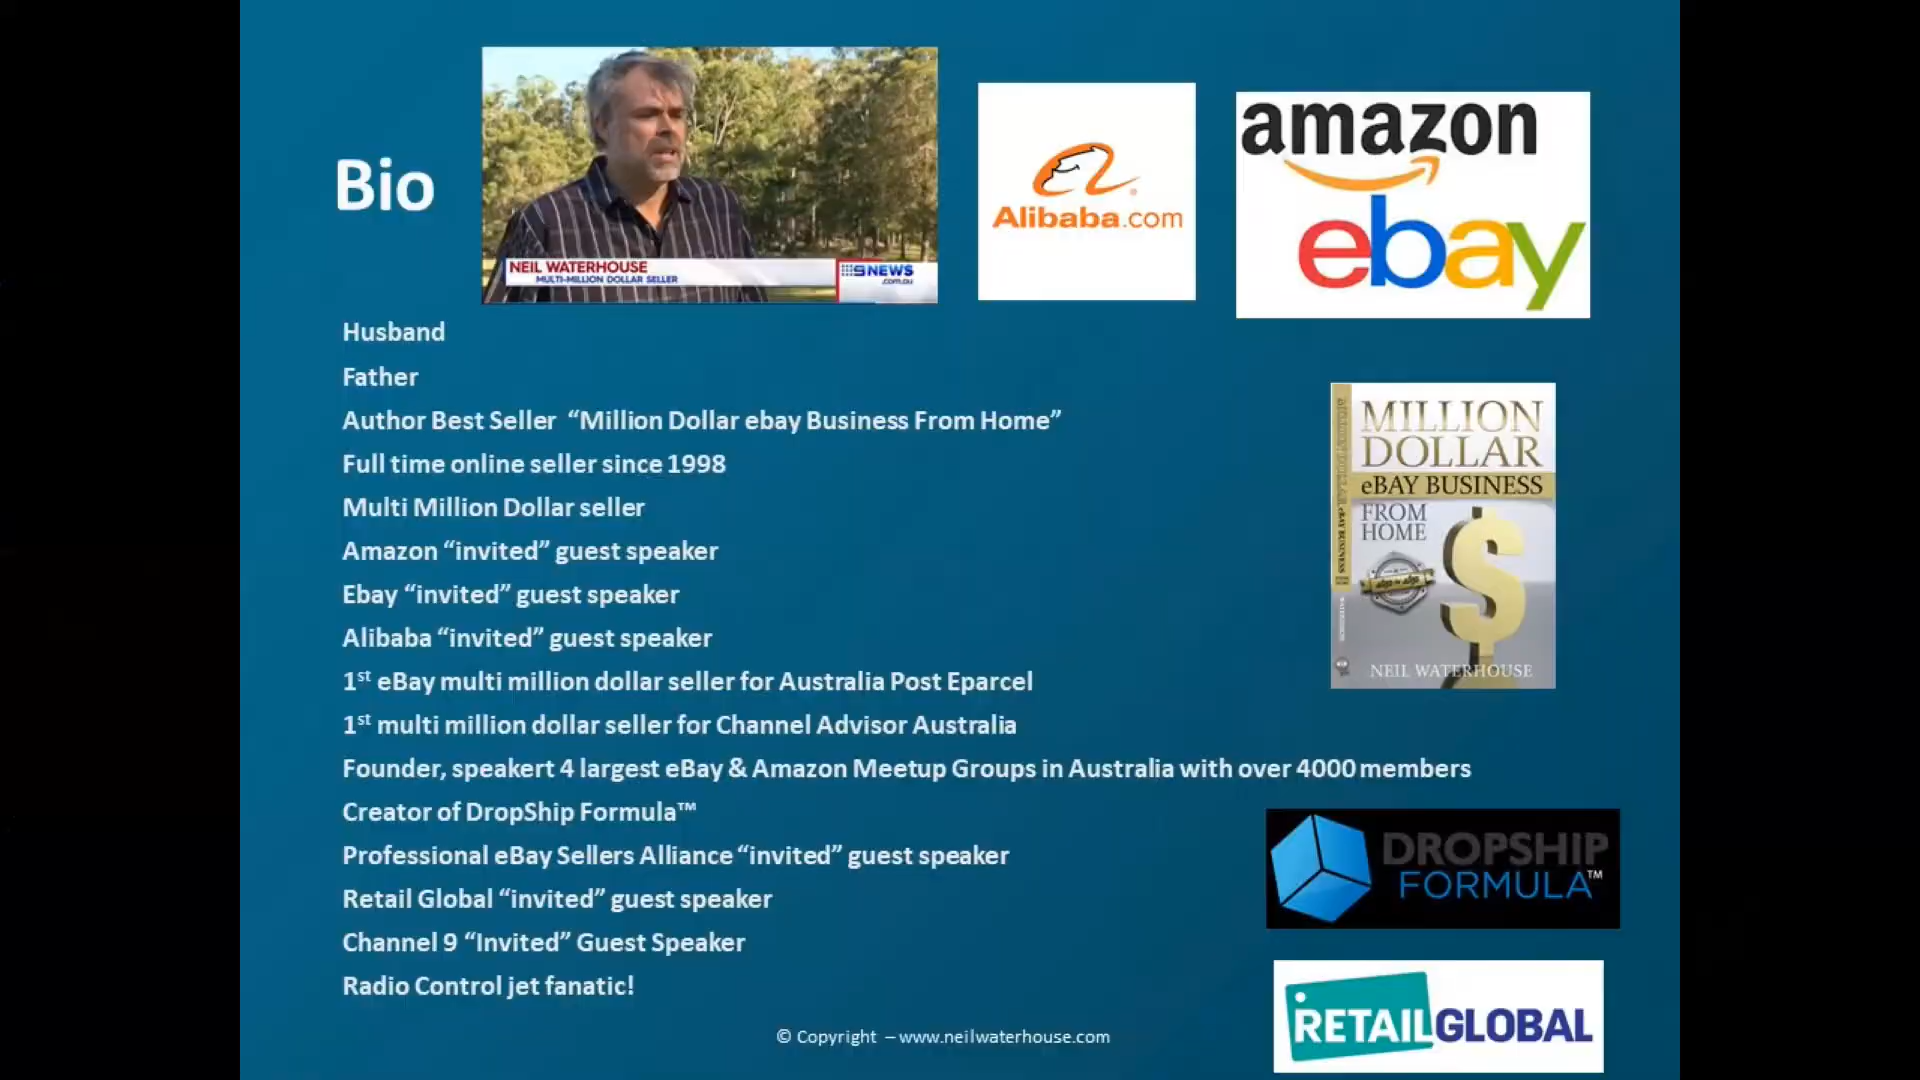 Bio
NEIL WATERHOUSE
MULTI-MILLION DOLLAR SELLER
9NEWS
.com.au
Alibaba.com
amazon
ebay
Husband
Father
Author Best Seller  “Million Dollar ebay Business From Home”
Full time online seller since 1998
Multi Million Dollar seller
Amazon “invited” guest speaker
Ebay “invited” guest speaker
Alibaba “invited” guest speaker
1st eBay multi million dollar seller for Australia Post Eparcel
1st multi million dollar seller for Channel Advisor Australia
Founder, speakert 4 largest eBay & Amazon Meetup Groups in Australia with over 4000 members
Creator of DropShip Formula™
Professional eBay Sellers Alliance “invited” guest speaker
Retail Global “invited” guest speaker
Channel 9 “Invited” Guest Speaker
Radio Control jet fanatic!
MILLION
DOLLAR
eBAY BUSINESS
FROM
HOME
NEIL WATERHOUSE
DROPSHIP
FORMULA™
RETAILGLOBAL
© Copyright – www.neilwaterhouse.com